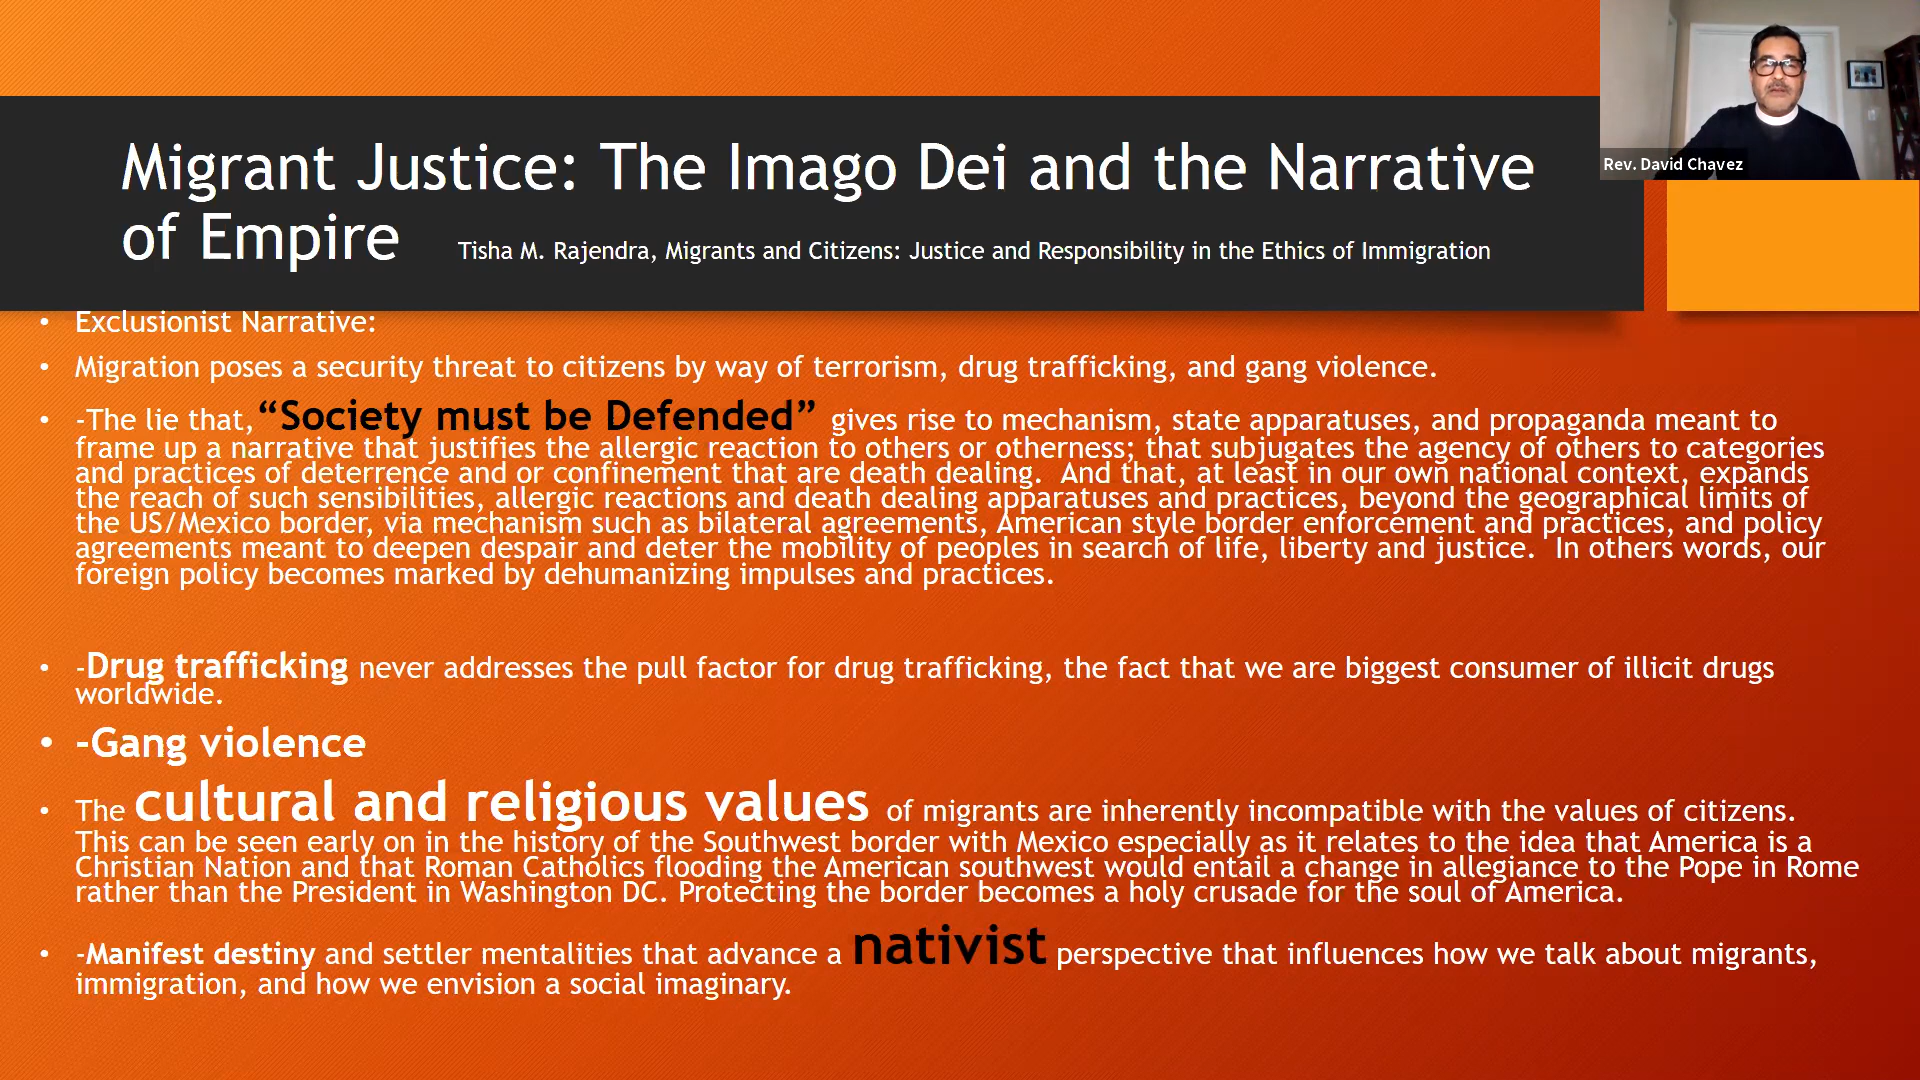 Migrant Justice: The Imago Dei and the Narrative
of Empire Tisha M. Rajendra, Migrants and Citizens: Justice and Responsibility in the Ethics of Immigration
Rev. David Chavez
• Exclusionist Narrative:
• Migration poses a security threat to citizens by way of terrorism, drug trafficking, and gang violence.
• -The lie that, “Society must be Defended” gives rise to mechanism, state apparatuses, and propaganda meant to
frame up a narrative that justifies the allergic reaction to others or otherness; that subjugates the agency of others to categories
and practices of deterrence and or confinement that are death dealing. And that, at least in our own national context, expands
the reach of such sensibilities, allergic reactions and death dealing apparatuses and practices, beyond the geographical limits of
the US/Mexico border, via mechanism such as bilateral agreements, American style border enforcement and practices, and policy
agreements meant to deepen despair and deter the mobility of peoples in search of life, liberty and justice. In others words, our
foreign policy becomes marked by dehumanizing impulses and practices.
• -Drug trafficking never addresses the pull factor for drug trafficking, the fact that we are biggest consumer of illicit drugs
worldwide.
• -Gang violence
• The cultural and religious values of migrants are inherently incompatible with the values of citizens.
This can be seen early on in the history of the Southwest border with Mexico especially as it relates to the idea that America is a
Christian Nation and that Roman Catholics flooding the American southwest would entail a change in allegiance to the Pope in Rome
rather than the President in Washington DC. Protecting the border becomes a holy crusade for the soul of America.
• -Manifest destiny and settler mentalities that advance a nativist perspective that influences how we talk about migrants,
immigration, and how we envision a social imaginary.